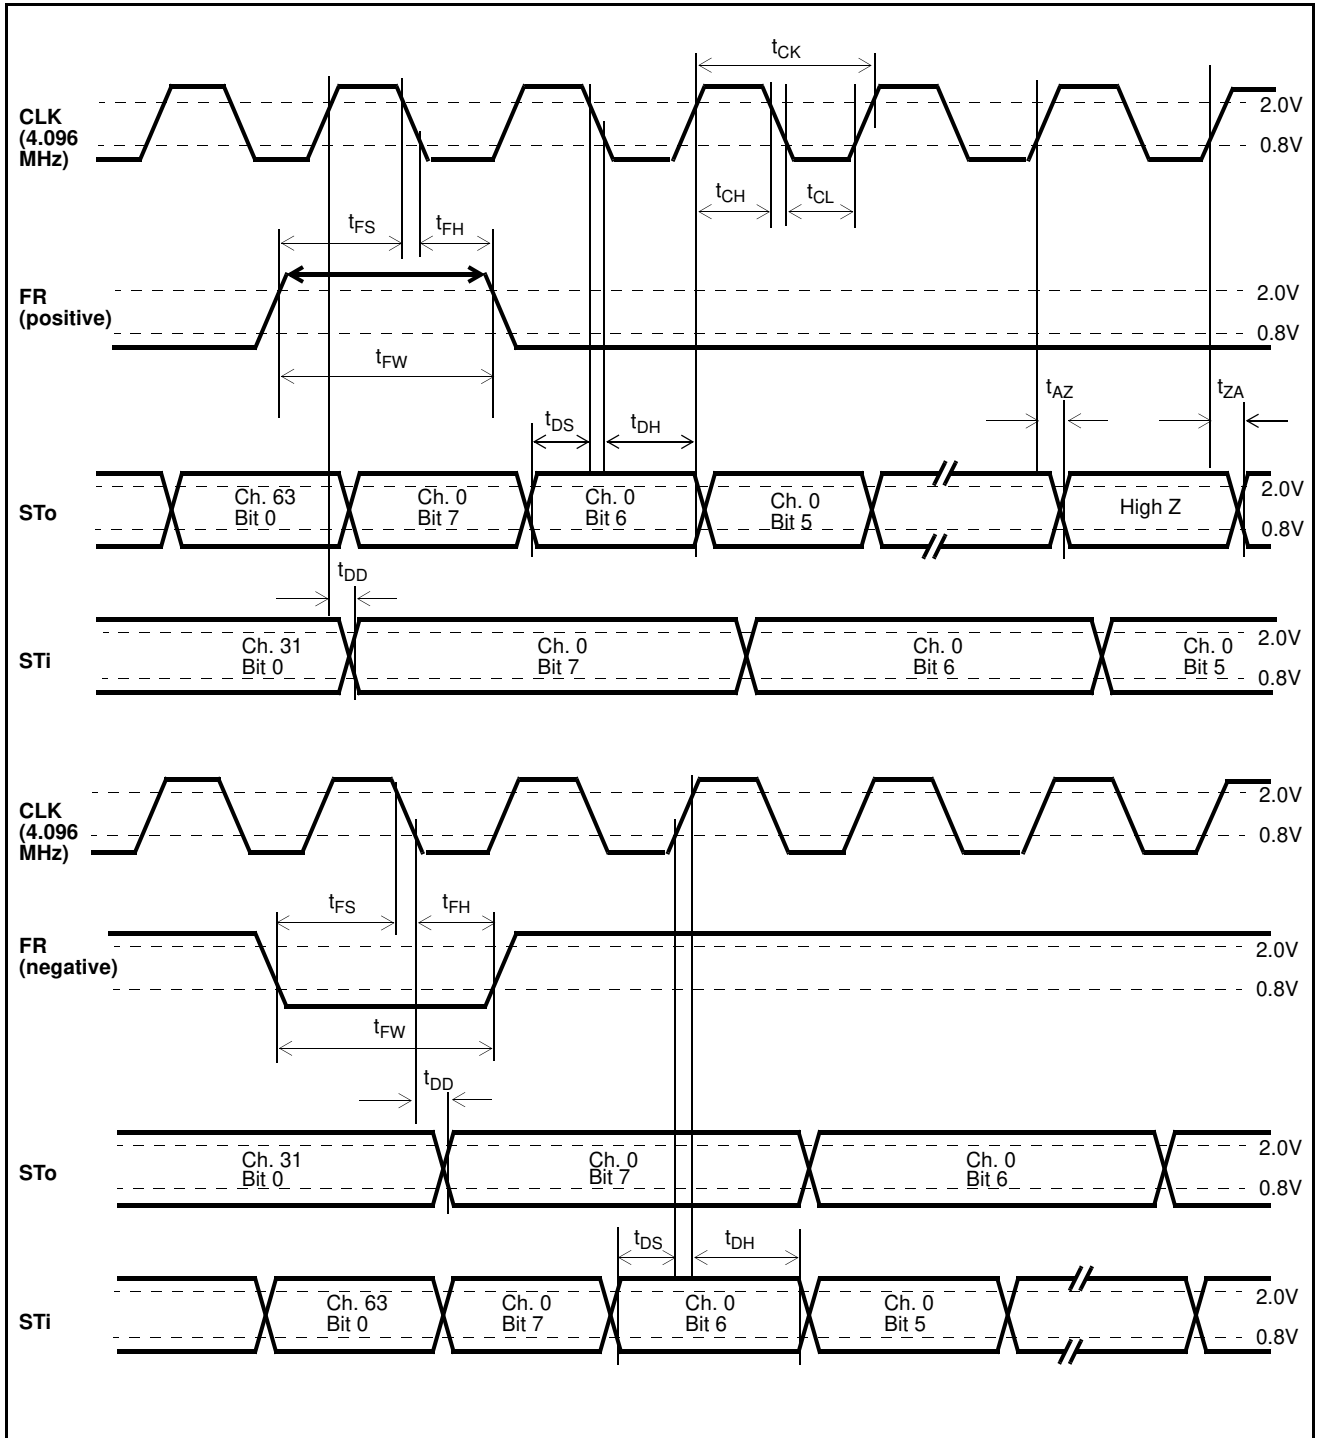 tCK
CLK
(4.096
MHz)
2.0V
0.8V
tCH
tCL
tFS
tFH
FR
(positive)
2.0V
0.8V
tFW
tAZ
tZA
tDS
tDH
STo
Ch. 63
Bit 0
Ch. 0
Bit 7
Ch. 0
Bit 6
Ch. 0
Bit 5
High Z
2.0V
0.8V
tDD
STi
Ch. 31
Bit 0
Ch. 0
Bit 7
Ch. 0
Bit 6
Ch. 0
Bit 5
2.0V
0.8V
CLK
(4.096
MHz)
2.0V
0.8V
tFS
tFH
FR
(negative)
2.0V
0.8V
tFW
tDD
STo
Ch. 31
Bit 0
Ch. 0
Bit 7
Ch. 0
Bit 6
2.0V
0.8V
tDS
tDH
STi
Ch. 63
Bit 0
Ch. 0
Bit 7
Ch. 0
Bit 6
Ch. 0
Bit 5
2.0V
0.8V